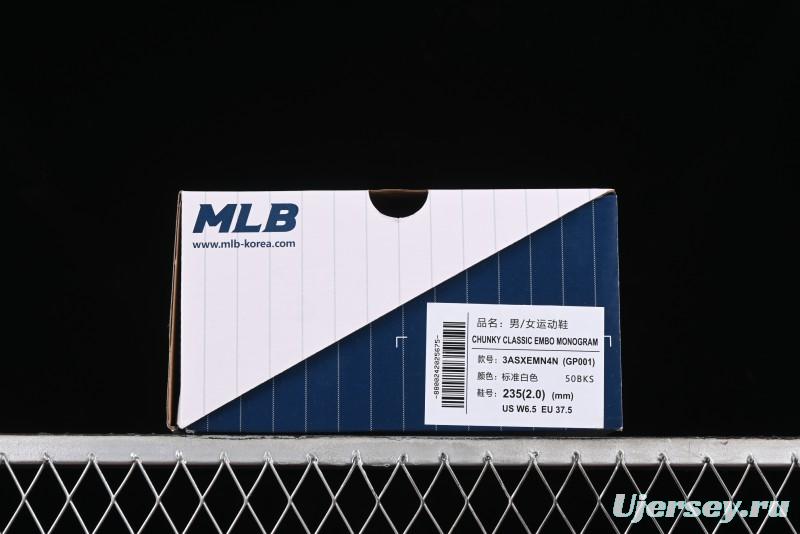 MLB
www.mlb-korea.com
品名: 男/女运动鞋
CHUNKY CLASSIC EMBO MONOGRAM
款号: 3ASXEMN4N (GP001)
颜色: 标准白色 50BKS
鞋号: 235(2.0) (mm)
US W6.5 EU 37.5
-8800242025675-
Ujersey.ru